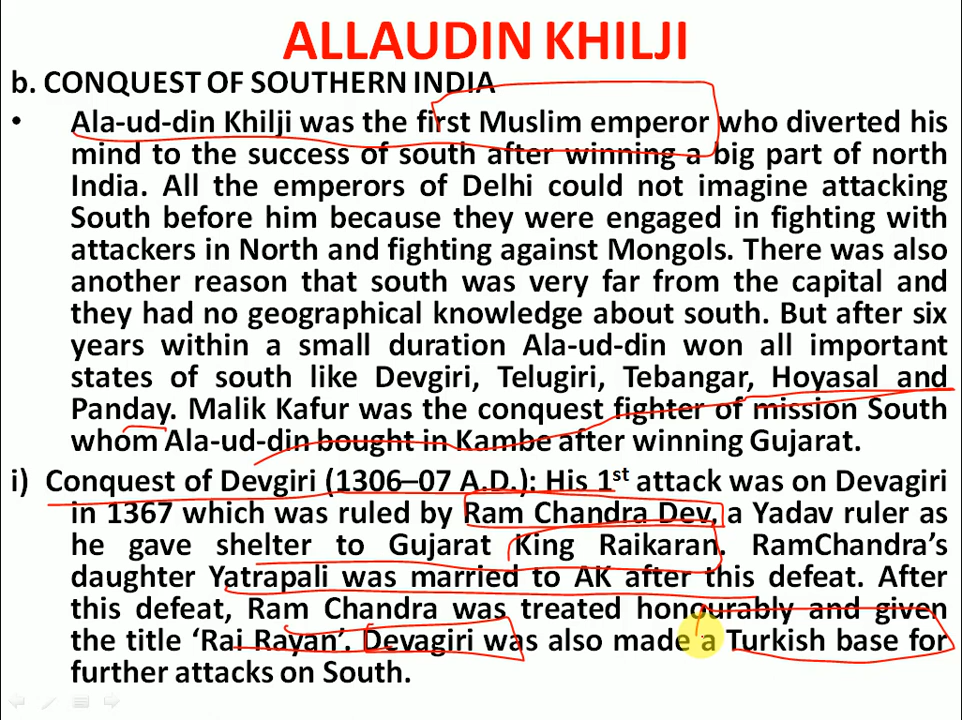 ALLAUDIN KHILJI
b. CONQUEST OF SOUTHERN INDIA
• Ala-ud-din Khilji was the first Muslim emperor who diverted his
mind to the success of south after winning a big part of north
India. All the emperors of Delhi could not imagine attacking
South before him because they were engaged in fighting with
attackers in North and fighting against Mongols. There was also
another reason that south was very far from the capital and
they had no geographical knowledge about south. But after six
years within a small duration Ala-ud-din won all important
states of south like Devgiri, Telugiri, Tebangar, Hoyasal and
Panday. Malik Kafur was the conquest fighter of mission South
whom Ala-ud-din bought in Kambe after winning Gujarat.
i) Conquest of Devgiri (1306–07 A.D.): His 1st attack was on Devagiri
in 1367 which was ruled by Ram Chandra Dev, a Yadav ruler as
he gave shelter to Gujarat King Raikaran. RamChandra’s
daughter Yatrapali was married to AK after this defeat. After
this defeat, Ram Chandra was treated honourably and given
the title ‘Rai Rayan’. Devagiri was also made a Turkish base for
further attacks on South.